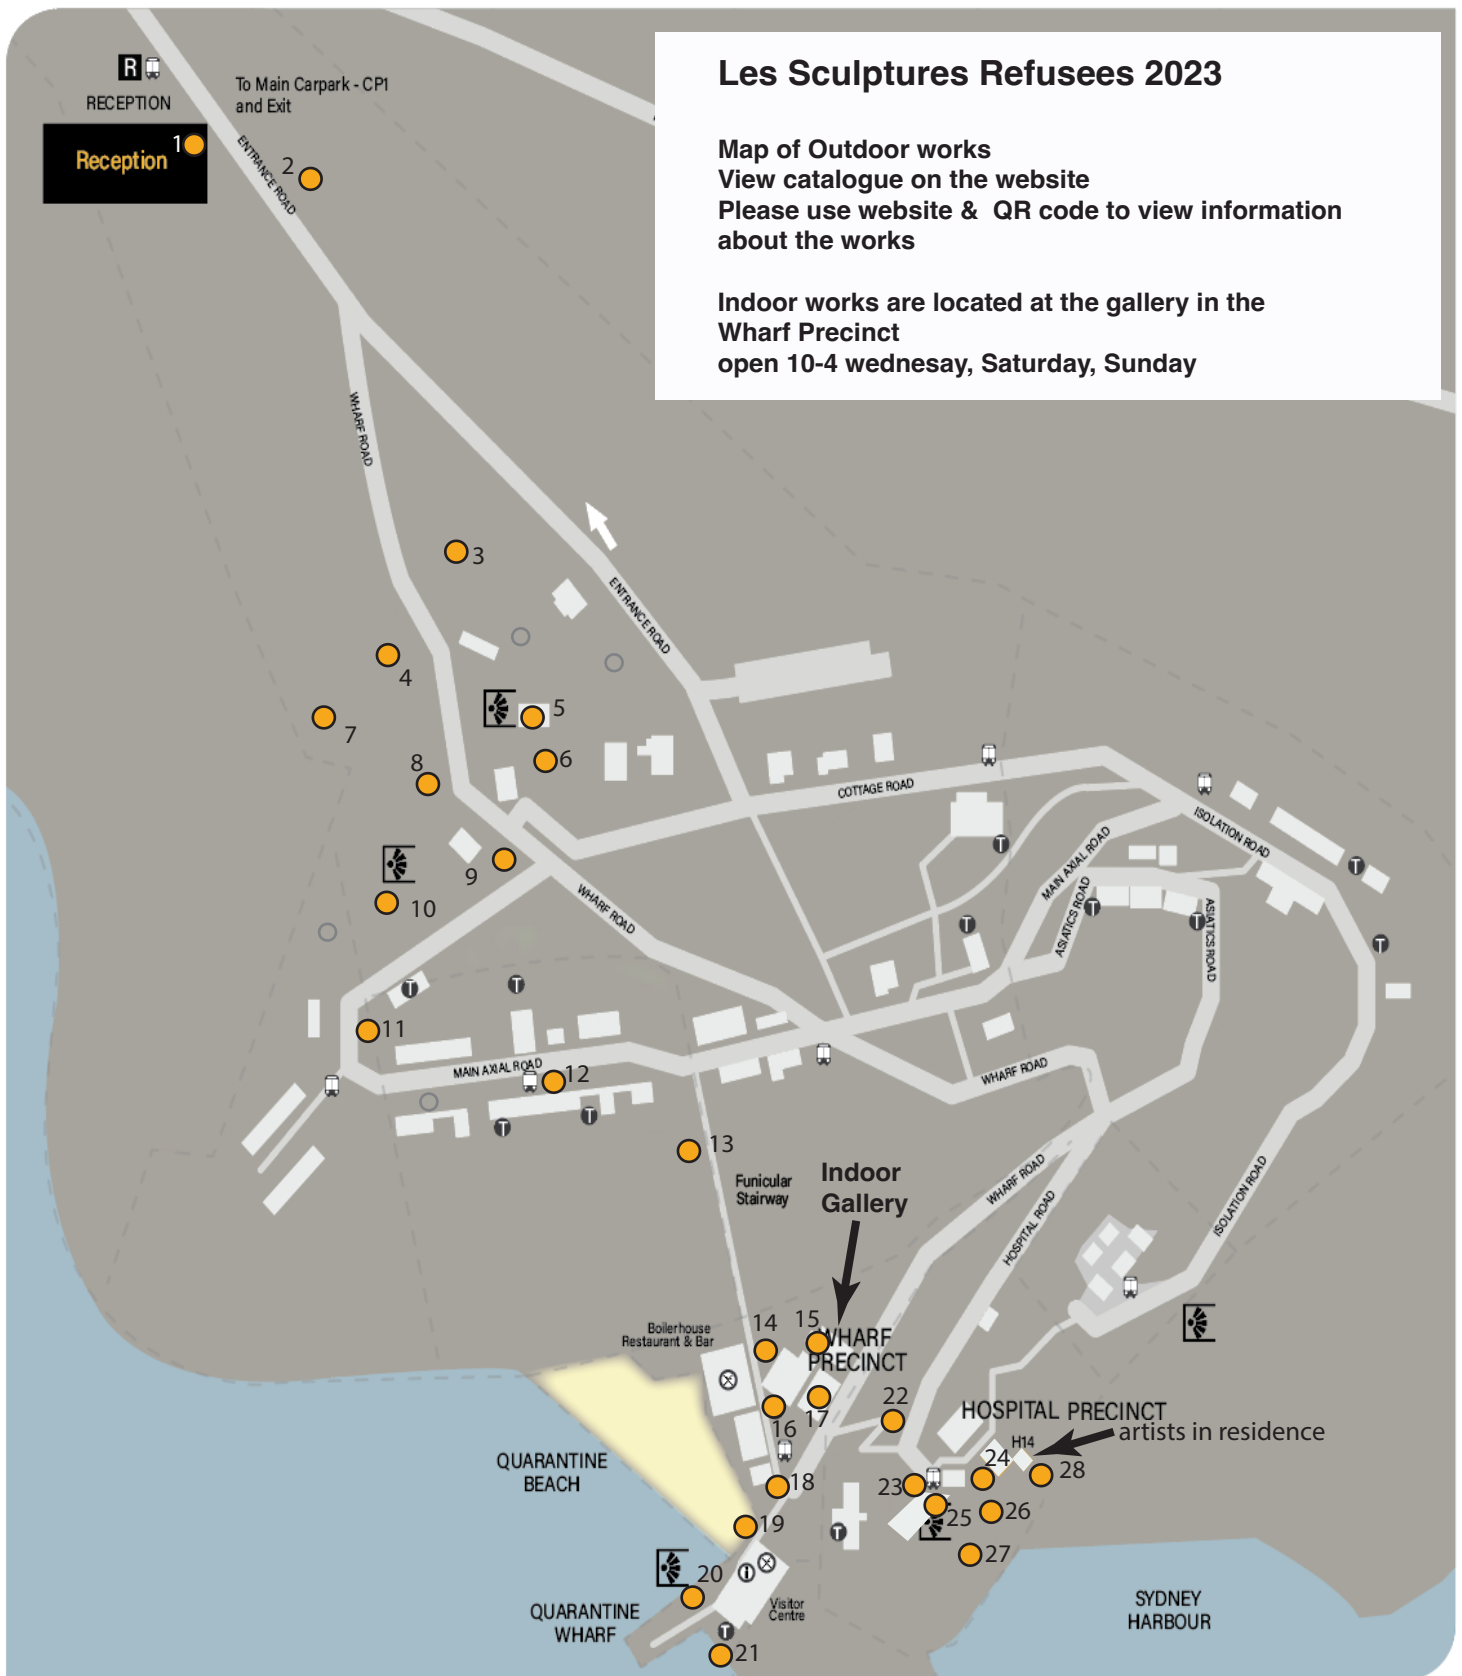 Les Sculptures Refusees 2023
Map of Outdoor works
View catalogue on the website
Please use website &  QR code to view information
about the works
Indoor works are located at the gallery in the
Wharf Precinct
open 10-4 wednesay, Saturday, Sunday
R
RECEPTION
To Main Carpark - CP1
and Exit
Reception
1
2
ENTRANCE ROAD
WHARF ROAD
3
ENTRANCE ROAD
4
5
7
6
8
COTTAGE ROAD
ISOLATION ROAD
T
MAIN AXIAL ROAD
T
9
10
WHARF ROAD
ASIATICS ROAD
T
T
ASIATICS ROAD
T
T
T
T
11
MAIN AXIAL ROAD
12
WHARF ROAD
T
T
13
Funicular
Stairway
Indoor
Gallery
WHARF ROAD
HOSPITAL ROAD
ISOLATION ROAD
Boilerhouse
Restaurant & Bar
14
15
WHARF
PRECINCT
16
17
22
HOSPITAL PRECINCT
artists in residence
H14
QUARANTINE
BEACH
18
23
24
28
25
26
19
T
27
20
i
Visitor
Centre
QUARANTINE
WHARF
T
21
SYDNEY
HARBOUR